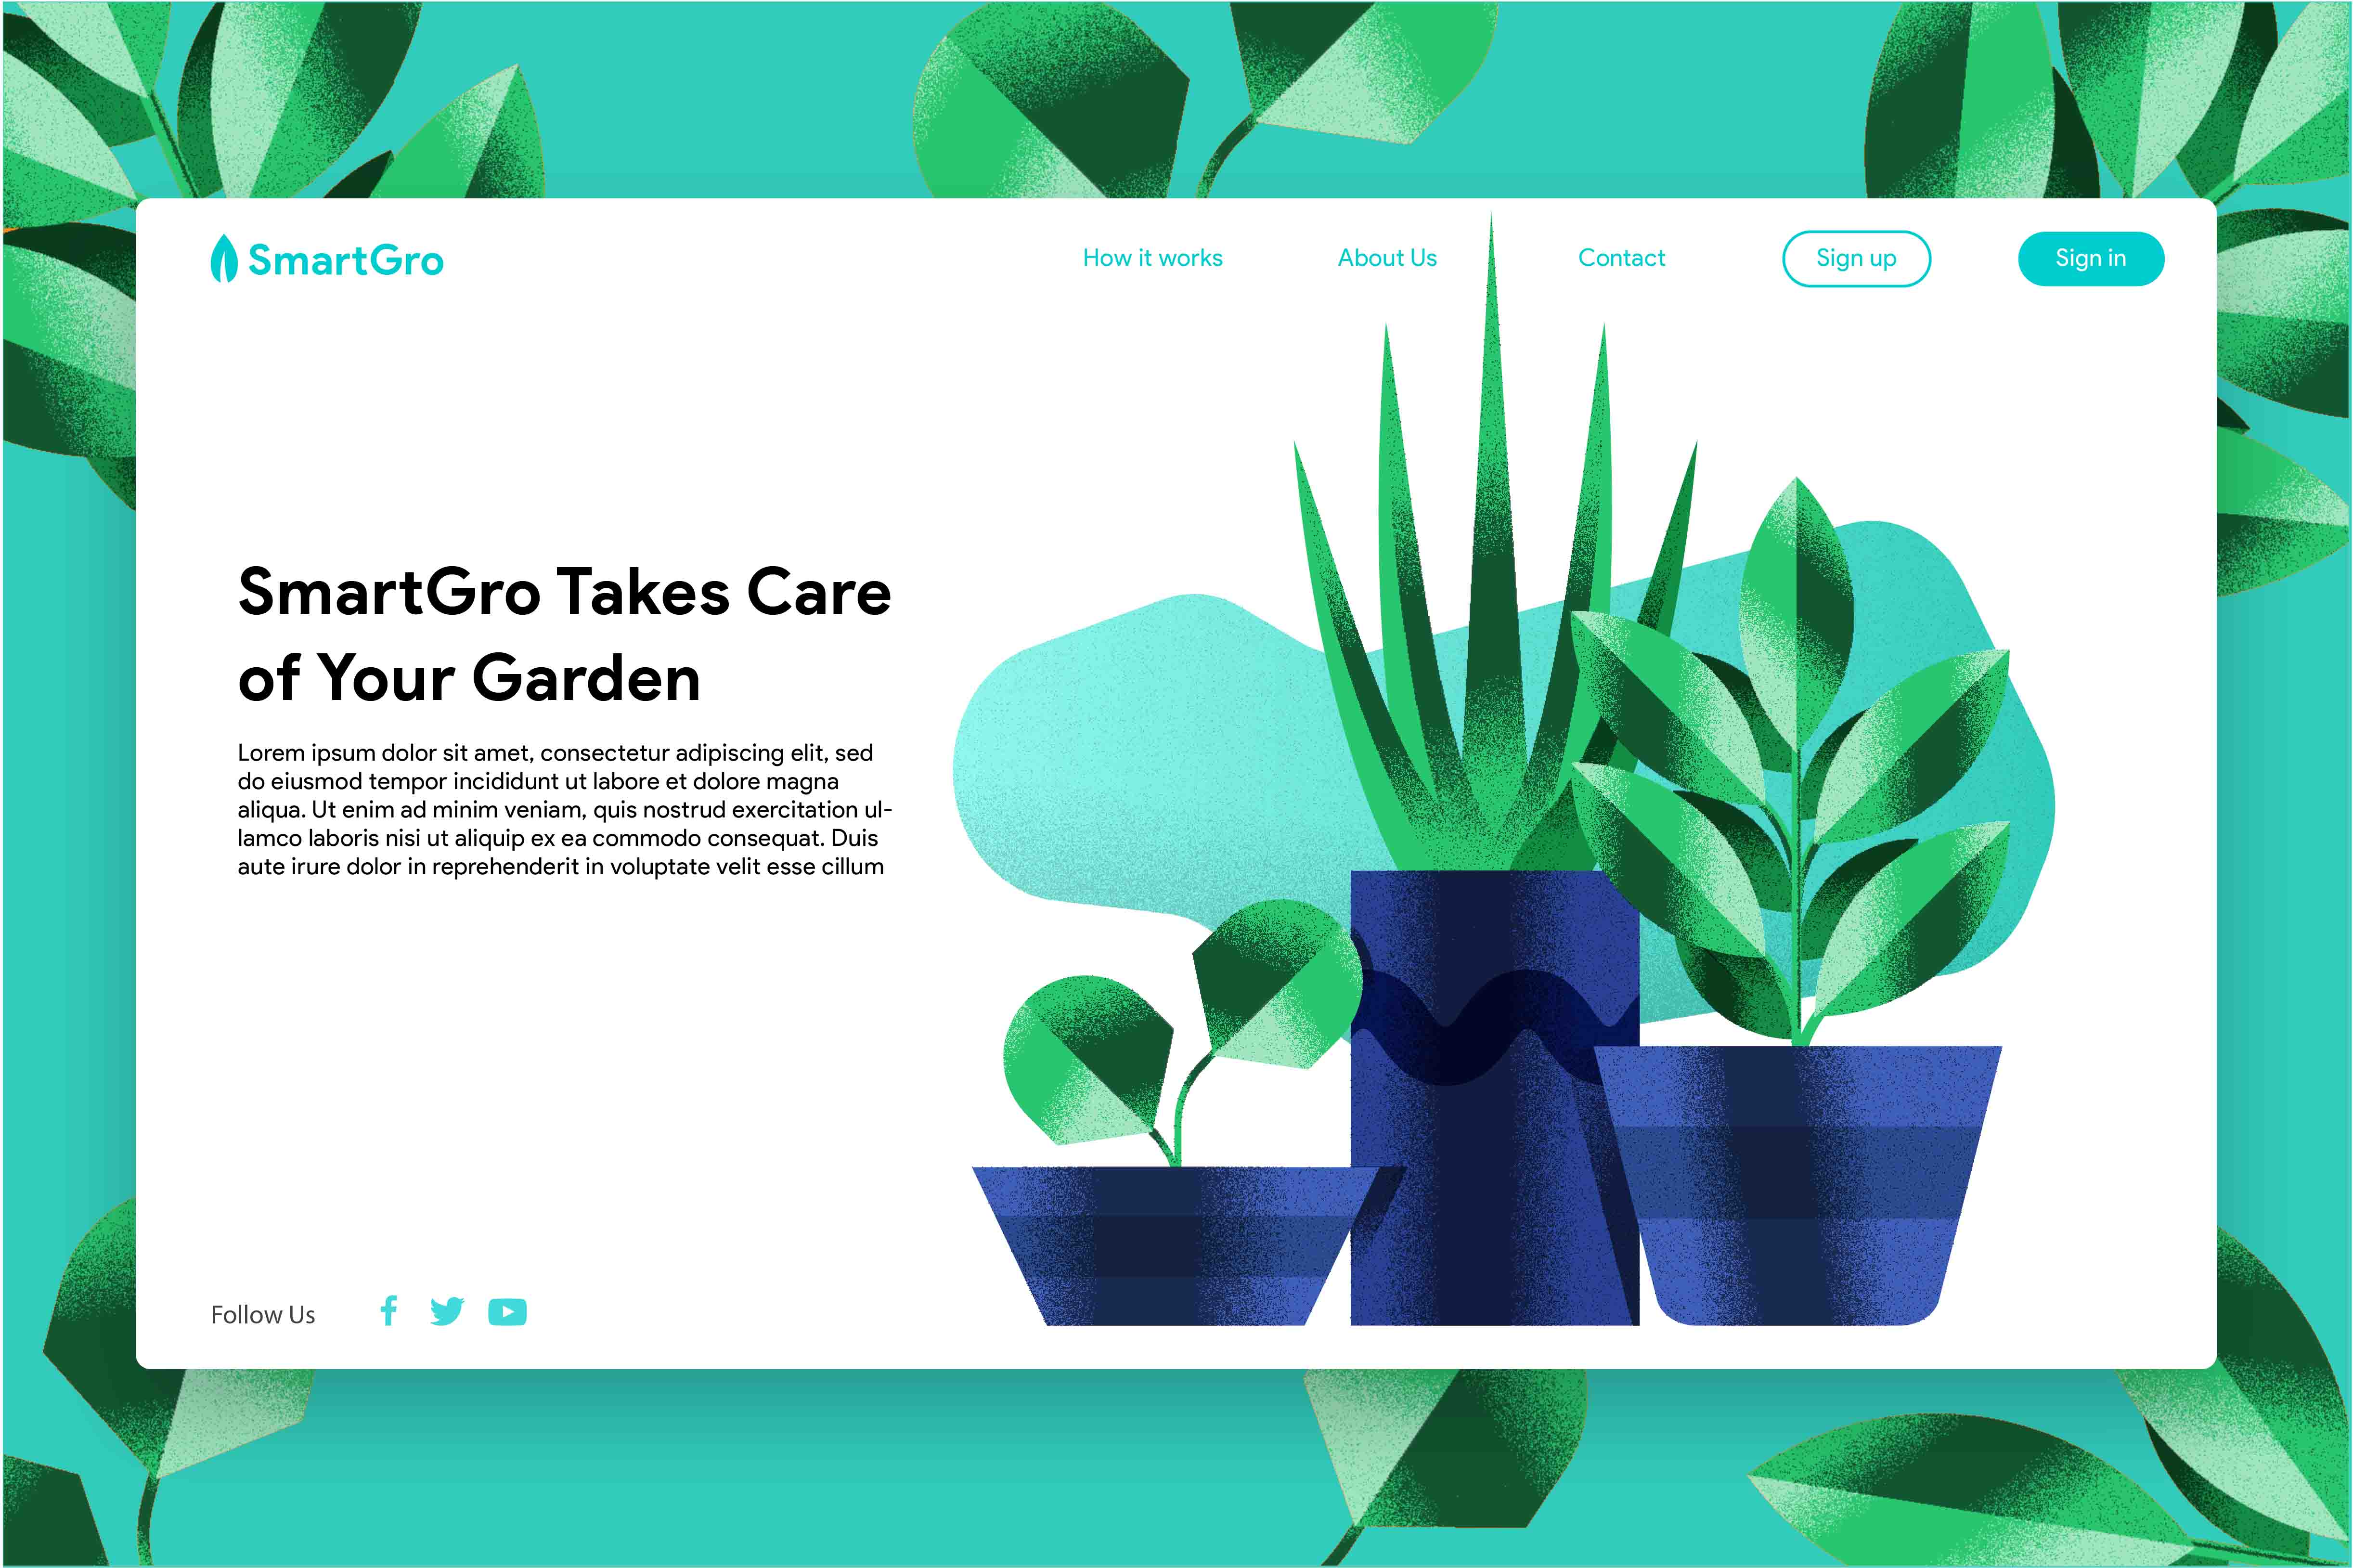 SmartGro
How it works
About Us
Contact
Sign up
Sign in
SmartGro Takes Care
of Your Garden
Lorem ipsum dolor sit amet, consectetur adipiscing elit, sed
do eiusmod tempor incididunt ut labore et dolore magna
aliqua. Ut enim ad minim veniam, quis nostrud exercitation ul-
lamco laboris nisi ut aliquip ex ea commodo consequat. Duis
aute irure dolor in reprehenderit in voluptate velit esse cillum
Follow Us